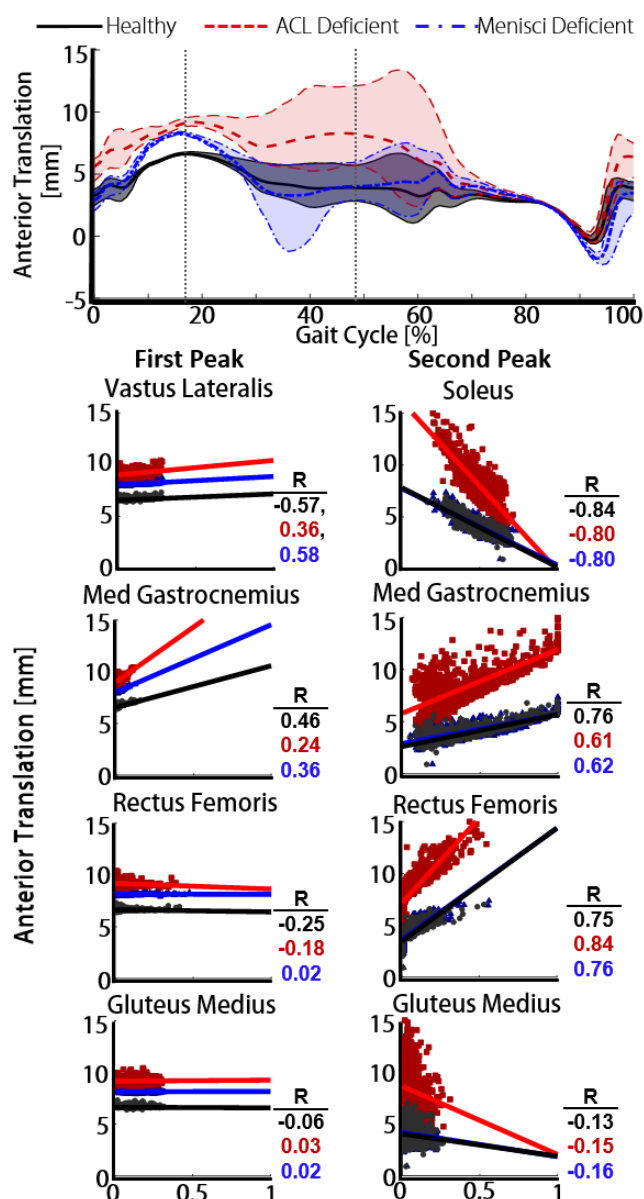 Healthy ACL Deficient Menisci Deficient
Anterior Translation
[mm]
15
10
5
0
-5
0 20 40 60 80 100
Gait Cycle [%]
First Peak Second Peak
Anterior Translation [mm]
Vastus Lateralis
15
10
5
0
R
-0.57,
0.36,
0.58
Soleus
15
10
5
0
R
-0.84
-0.80
-0.80
Med Gastrocnemius
15
10
5
0
R
0.46
0.24
0.36
Med Gastrocnemius
15
10
5
0
R
0.76
0.61
0.62
Rectus Femoris
15
10
5
0
R
-0.25
-0.18
0.02
Rectus Femoris
15
10
5
0
R
0.75
0.84
0.76
Gluteus Medius
15
10
5
0
0 0.5 1
R
-0.06
0.03
0.02
Gluteus Medius
15
10
5
0
0 0.5 1
R
-0.13
-0.15
-0.16